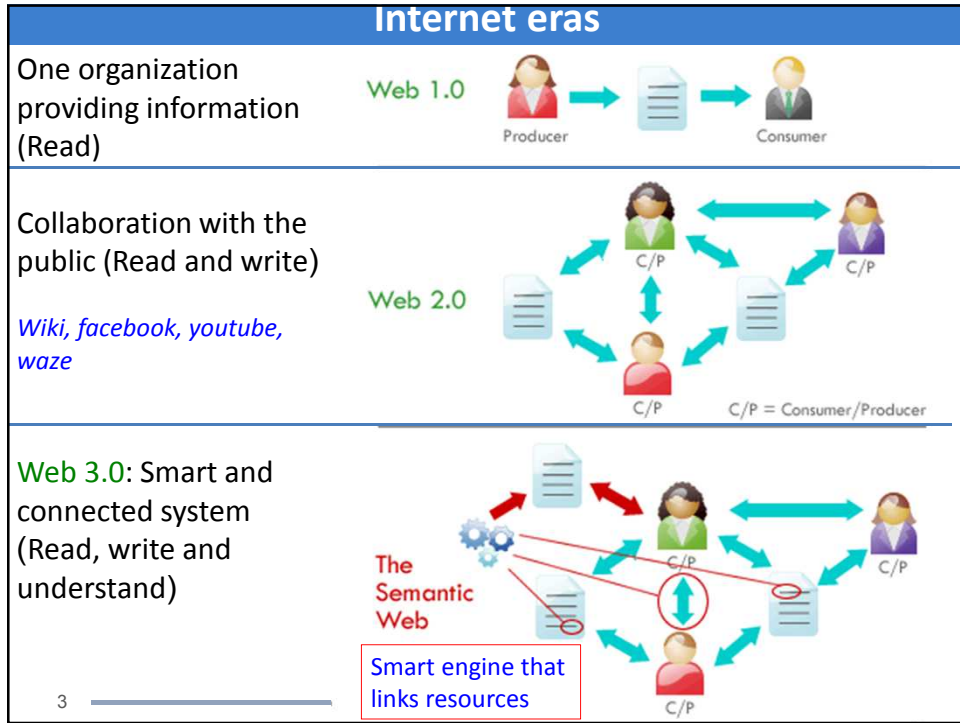 Internet eras
One organization
providing information
(Read)
Web 1.0
Producer
Consumer
Collaboration with the
public (Read and write)
Wiki, facebook, youtube,
waze
Web 2.0
C/P
C/P
C/P
C/P = Consumer/Producer
Web 3.0: Smart and
connected system
(Read, write and
understand)
The
Semantic
Web
C/P
C/P
C/P
Smart engine that
links resources
3